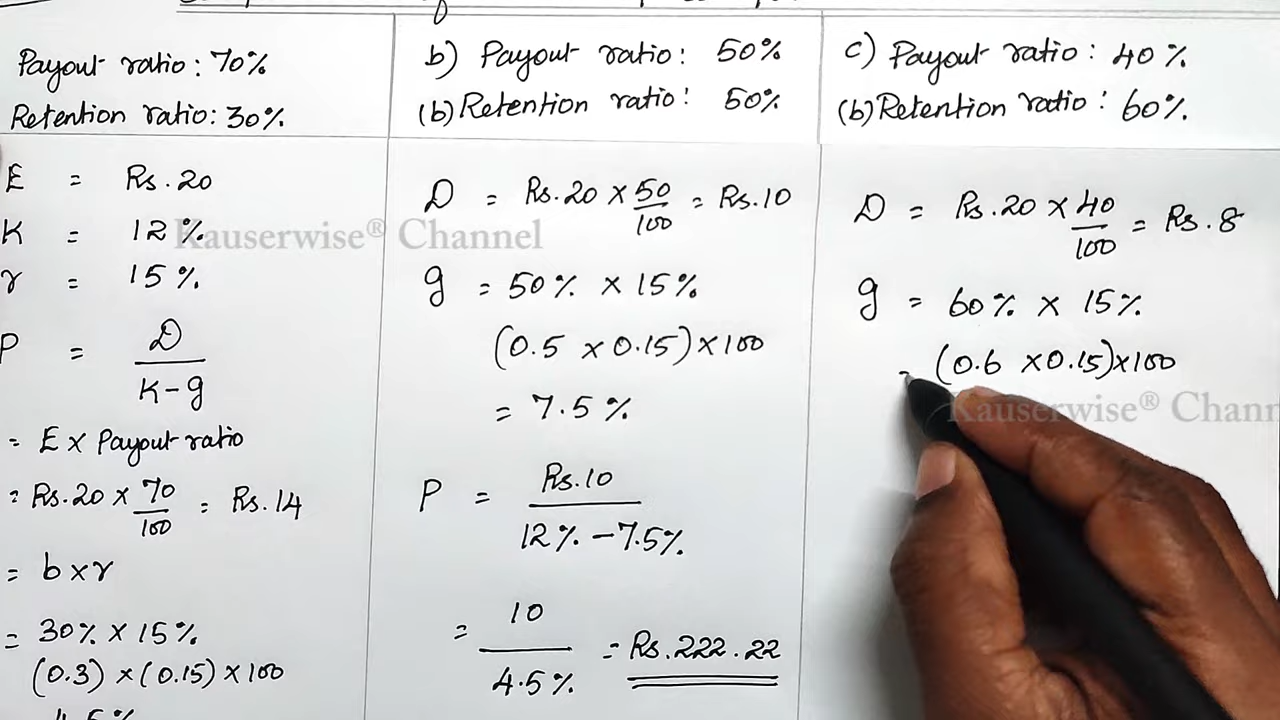 Payout ratio: 70%
Retention ratio: 30%
E = Rs. 20
K = 12%
r = 15%
P = D
K-g
= E x Payout ratio
= Rs. 20 x 70/100 = Rs. 14
= b x r
= 30% x 15%
(0.3) x (0.15) x 100
4.5%
b) Payout ratio: 50%
(b) Retention ratio: 50%
D = Rs. 20 x 50/100 = Rs. 10
g = 50% x 15%
(0.5 x 0.15) x 100
= 7.5%
P = Rs. 10
12% - 7.5%
= 10
4.5% = Rs. 222.22
c) Payout ratio: 40%
(b) Retention ratio: 60%
D = Rs. 20 x 40/100 = Rs. 8
g = 60% x 15%
= (0.6 x 0.15) x 100
Kauserwise® Channel
Kauserwise® Chann